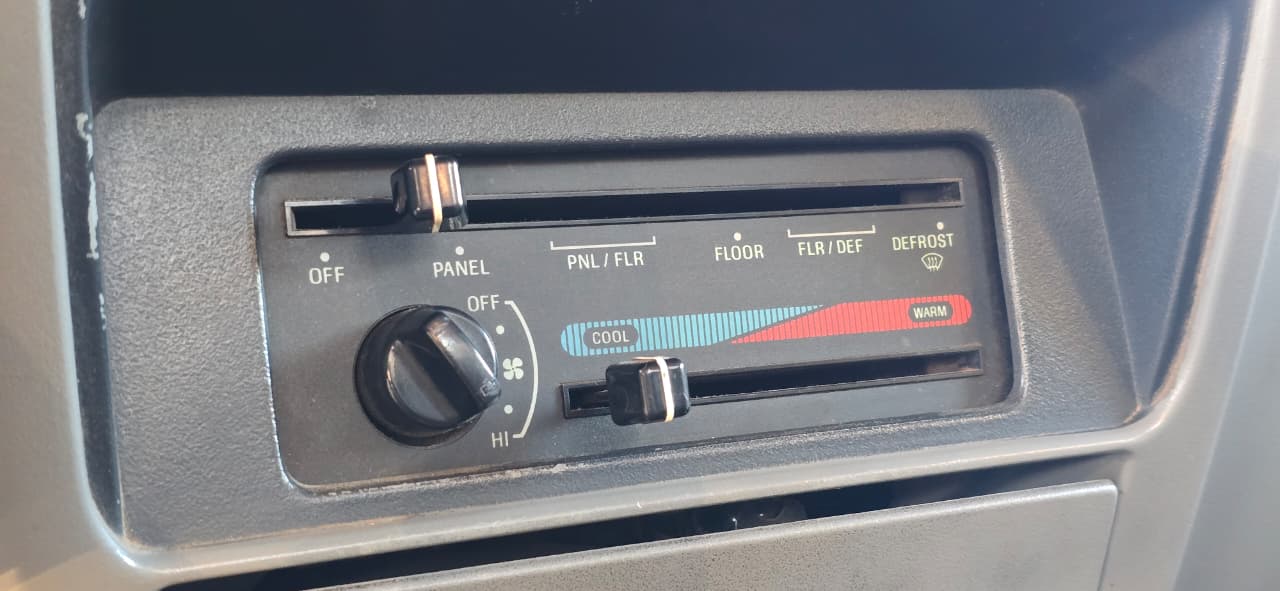 OFF
PANEL
PNL / FLR
FLOOR
FLR / DEF
DEFROST
OFF
HI
COOL
WARM